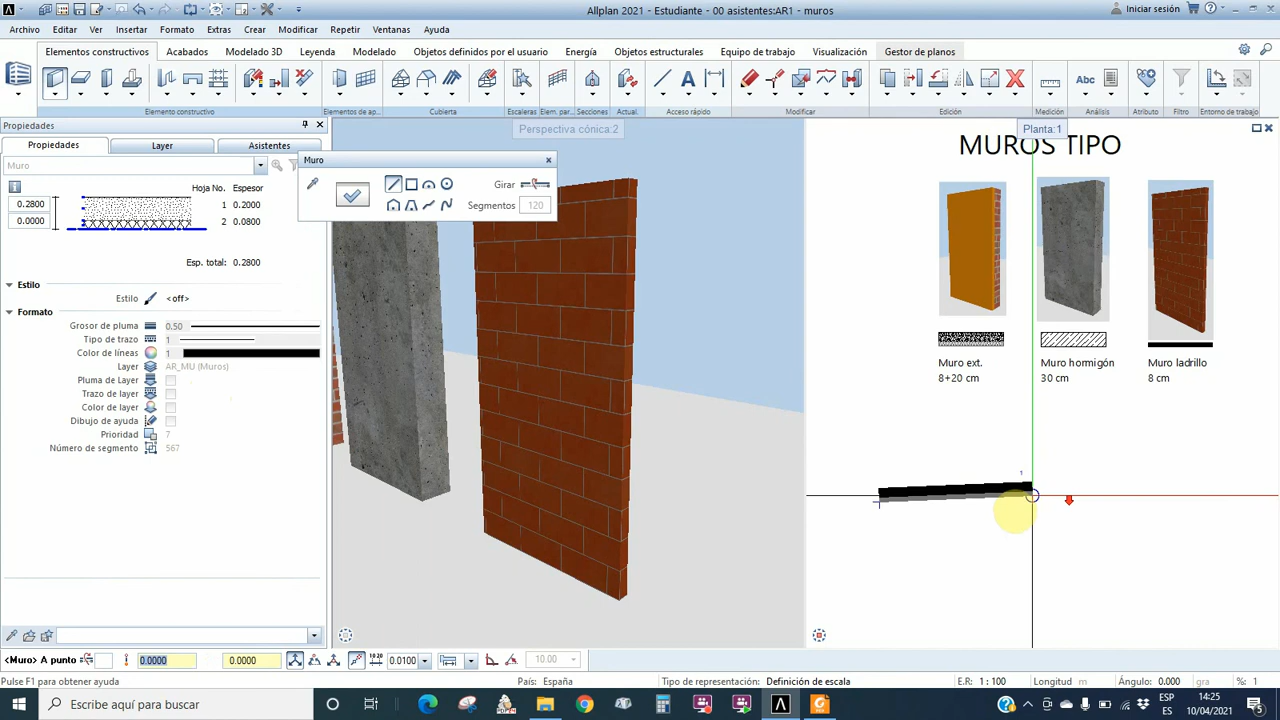 Allplan 2021 - Estudiante - 00 asistentes:AR1 - muros
Iniciar sesión
Archivo Editar Ver Insertar Formato Extras Crear Modificar Repetir Ventanas Ayuda
Elementos constructivos Acabados Modelado 3D Leyenda Modelado Objetos definidos por el usuario Energía Objetos estructurales Equipo de trabajo Visualización Gestor de planos
Abc
Elemento constructivo Elementos de ap... Cubierta Escaleras Elem. per... Secciones Actual. Acceso rápido Modificar Edición Medición Análisis Atributo Filtro Entorno de trabajo
Propiedades
Perspectiva cónica:2
Planta:1
Propiedades Layer Asistentes
Muro
Muro
Hoja No. Espesor
0.2800
1 0.2000
0.0000
2 0.0800
Esp. total: 0.2800
Girar
Segmentos 120
Estilo
Estilo <off>
Formato
Grosor de pluma 0.50
Tipo de trazo 1
Color de líneas 1
Layer AR_MU (Muros)
Pluma de Layer
Trazo de layer
Color de layer
Dibujo de ayuda
Prioridad 7
Número de segmento 567
MUROS TIPO
Muro ext. Muro hormigón Muro ladrillo
8+20 cm 30 cm 8 cm
1
<Muro> A punto 0.0000 0.0000 0.0100 10.00
Pulse F1 para obtener ayuda
País: España Tipo de representación: Definición de escala E.R: 1 : 100 Longitud m Ángulo: 0.000 gra %: 1
Escribe aquí para buscar
ESP
ES
14:25
10/04/2021